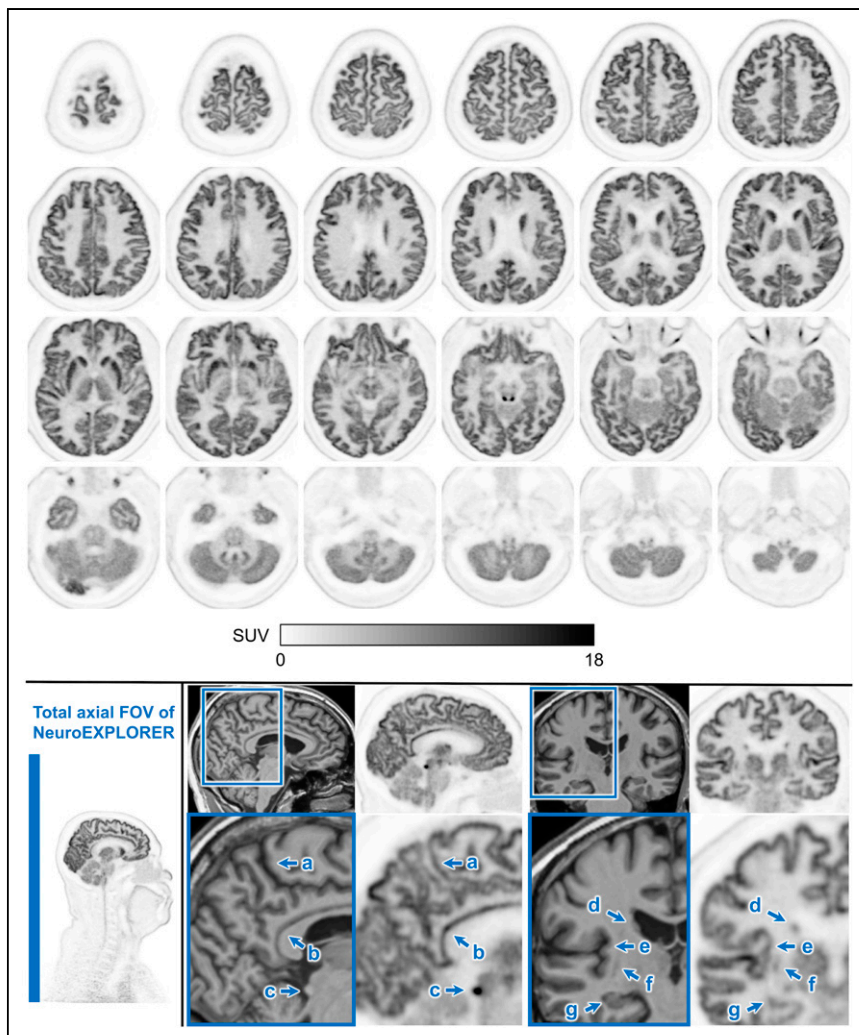 SUV
0
18
Total axial FOV of
NeuroEXPLORER
a
a
b
b
c
c
d
d
e
e
f
f
g
g